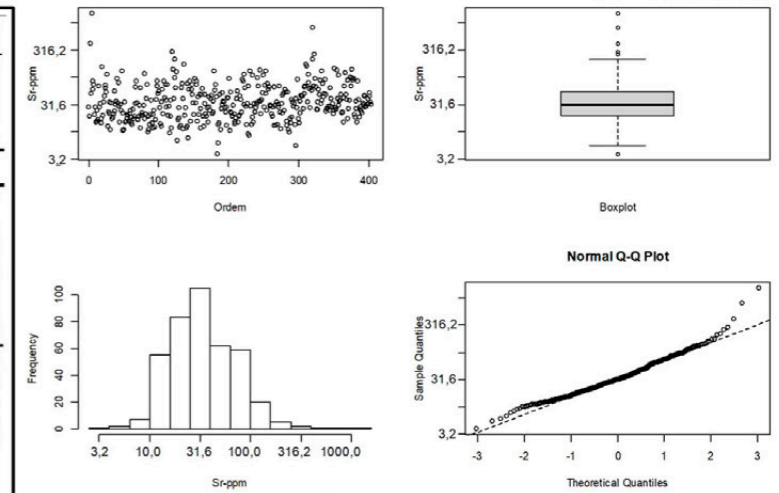 316,2
31,6
3,2
Sr-ppm
0 100 200 300 400
Ordem
316,2
31,6
3,2
Sr-ppm
Boxplot
100
80
60
40
20
0
Frequency
3,2 10,0 31,6 100,0 316,2 1000,0
Sr-ppm
Normal Q-Q Plot
316,2
31,6
3,2
Sample Quantiles
-3 -2 -1 0 1 2 3
Theoretical Quantiles